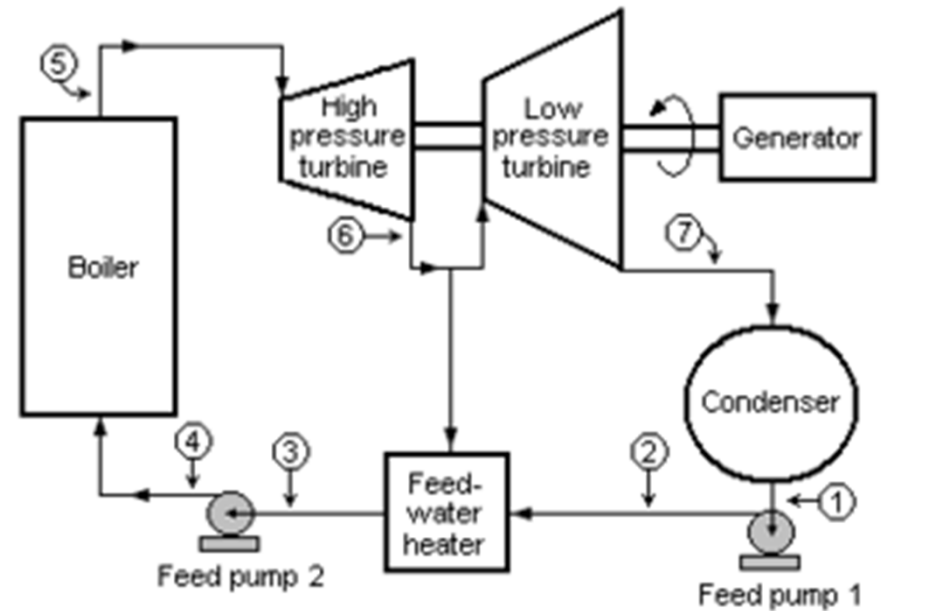 5
High
pressure
turbine
Low
pressure
turbine
Generator
6
7
Boiler
Condenser
4
3
2
Feed-
water
heater
1
Feed pump 2
Feed pump 1